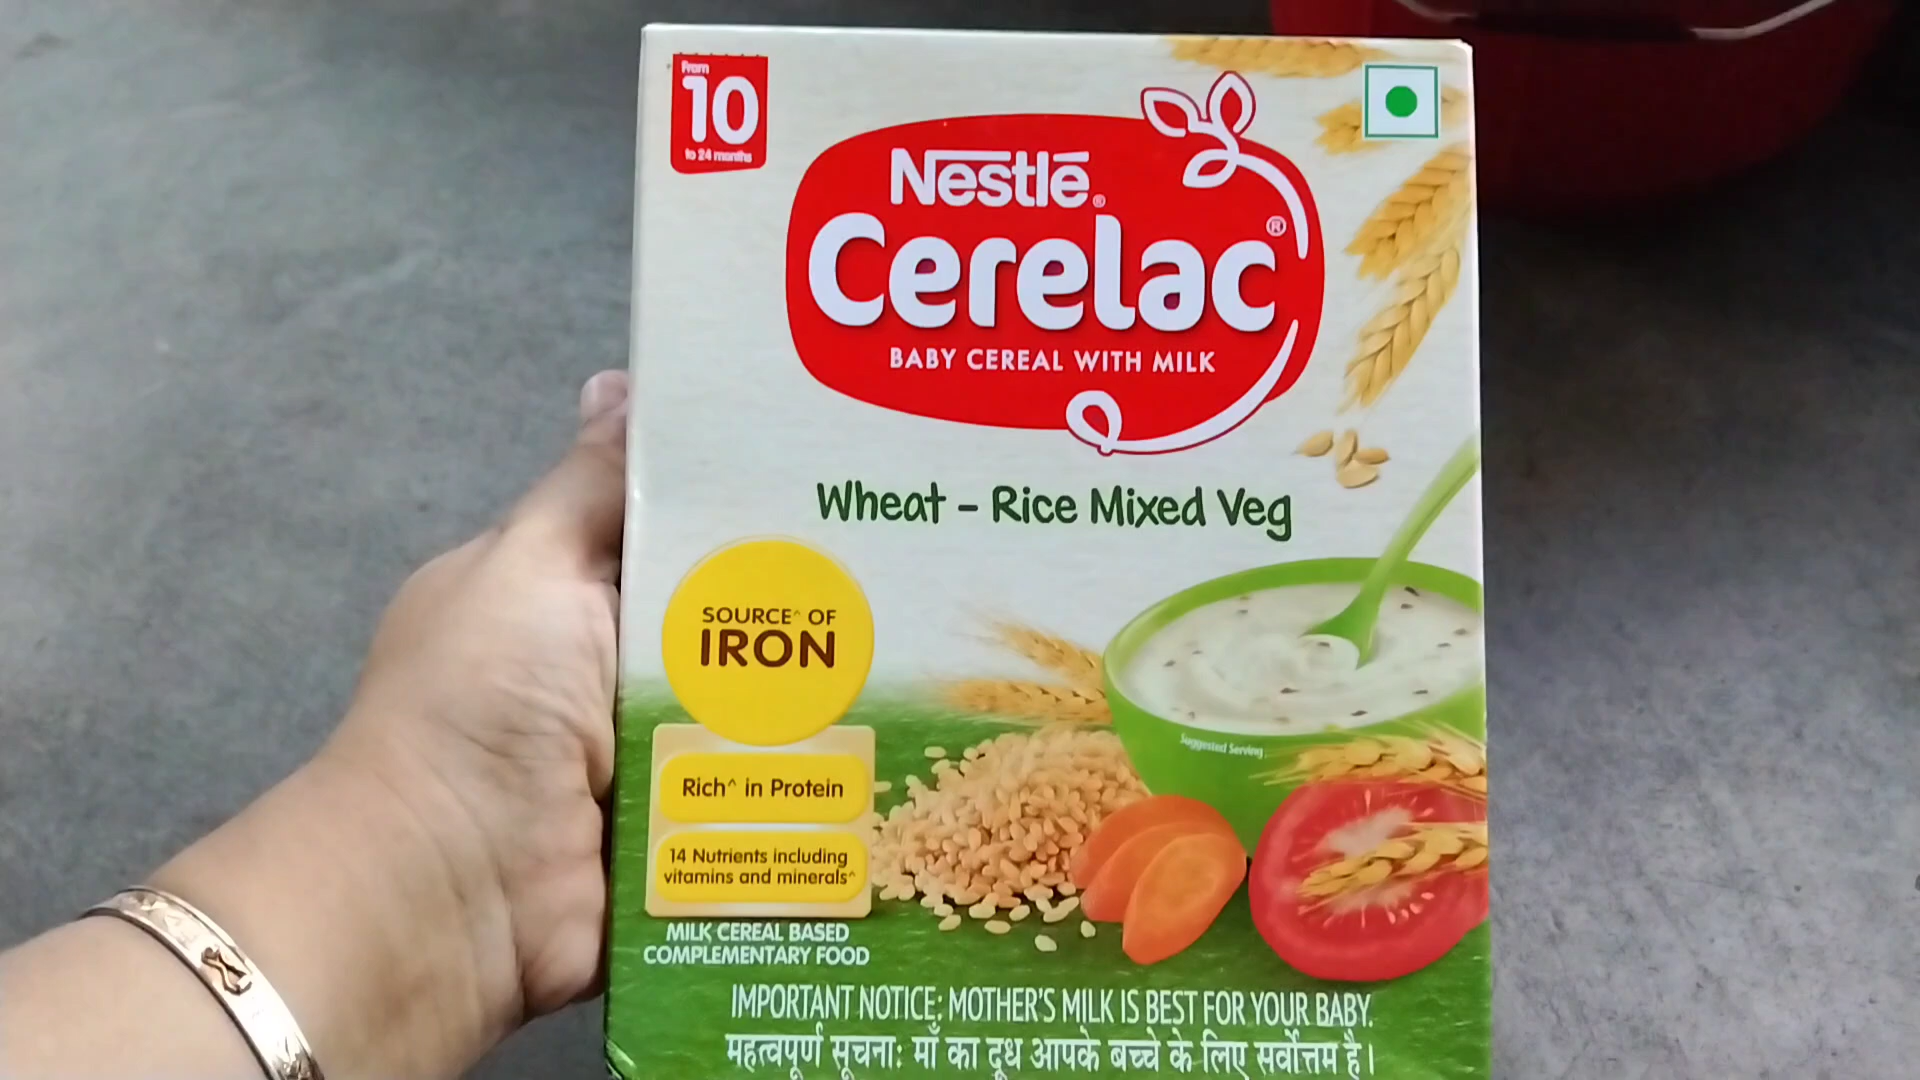 From
10
to 24 months
Nestlé®
Cerelac®
BABY CEREAL WITH MILK
Wheat - Rice Mixed Veg
SOURCE^ OF
IRON
Rich^ in Protein
14 Nutrients including
vitamins and minerals^
MILK CEREAL BASED
COMPLEMENTARY FOOD
Suggested Serving
IMPORTANT NOTICE: MOTHER'S MILK IS BEST FOR YOUR BABY.
महत्वपूर्ण सूचना: माँ का दूध आपके बच्चे के लिए सर्वोत्तम है।